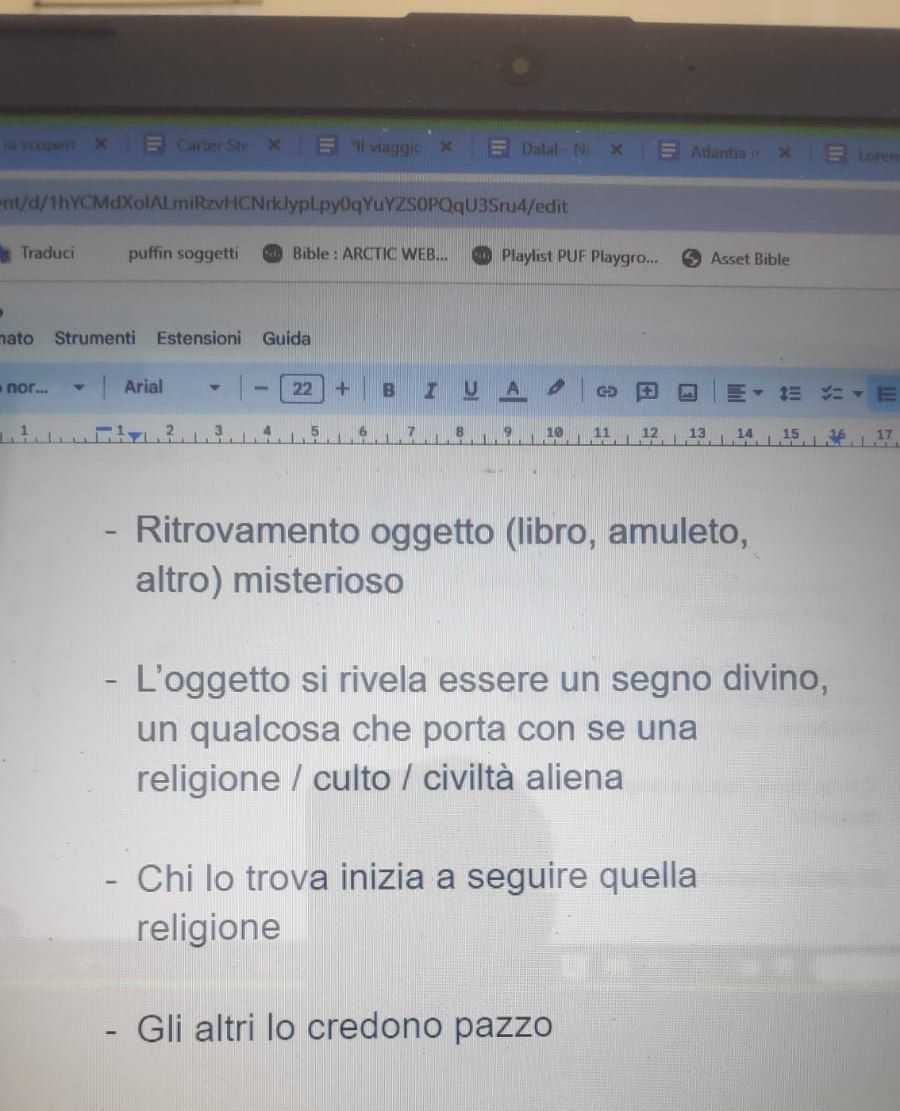 la scopert
Carter Ste
"Il viaggic
Dalal - Ni
Atlantia ir
Loren
nt/d/1hYCMdXolALmiRzvHCNrkJypLpy0qYuYZS0PQqU3Sru4/edit
Traduci
puffin soggetti
Bible : ARCTIC WEB...
Playlist PUF Playgro...
Asset Bible
nato Strumenti Estensioni Guida
nor... Arial − 22 + B I U A
1 1 2 3 4 5 6 7 8 9 10 11 12 13 14 15 16 17
- Ritrovamento oggetto (libro, amuleto,
altro) misterioso
- L'oggetto si rivela essere un segno divino,
un qualcosa che porta con se una
religione / culto / civiltà aliena
- Chi lo trova inizia a seguire quella
religione
- Gli altri lo credono pazzo